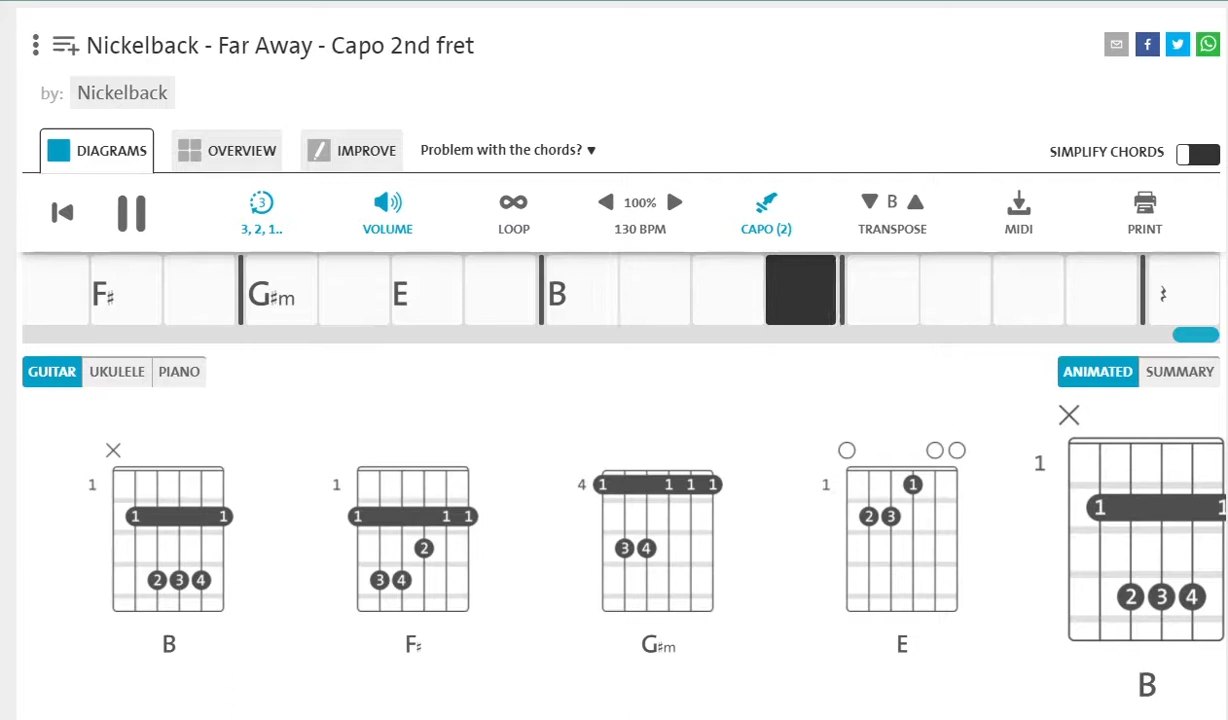 Nickelback - Far Away - Capo 2nd fret
by: Nickelback
DIAGRAMS OVERVIEW IMPROVE Problem with the chords? ▼ SIMPLIFY CHORDS
3 100% B
3, 2, 1.. VOLUME LOOP 130 BPM CAPO (2) TRANSPOSE MIDI PRINT
F♯ G♯m E B
GUITAR UKULELE PIANO ANIMATED SUMMARY
1 1 4 1 1 1 1 1 1 1
1 1 1 1 1 2 3 1 1
2 3 4
2 3 4 3 4 2 3 4
B F♯ G♯m E
B